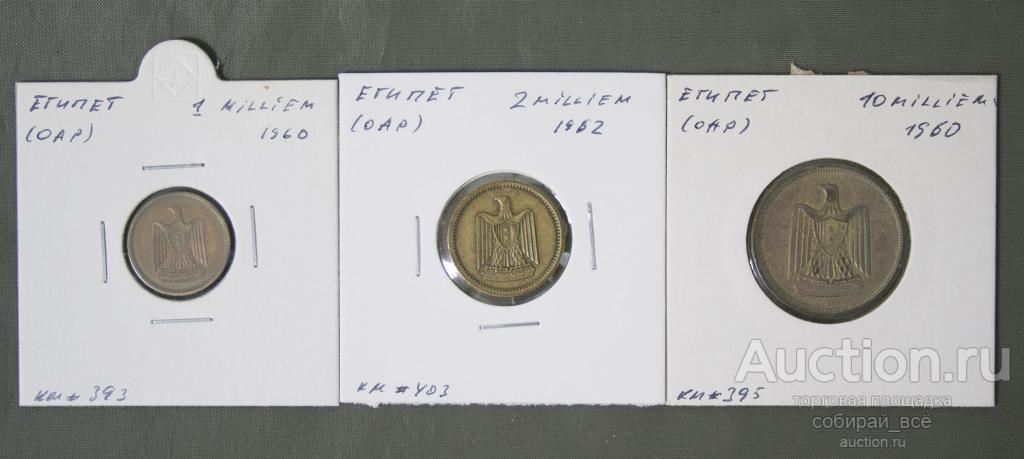 ЕГИПЕТ 1 MILLIEM
(ОАР) 1960
KM# 393
ЕГИПЕТ 2 MILLIEM
(ОАР) 1962
KM #403
ЕГИПЕТ 10 MILLIEM
(ОАР) 1960
KM#395
Auction.ru
торговая площадка
собирай_всё
auction.ru